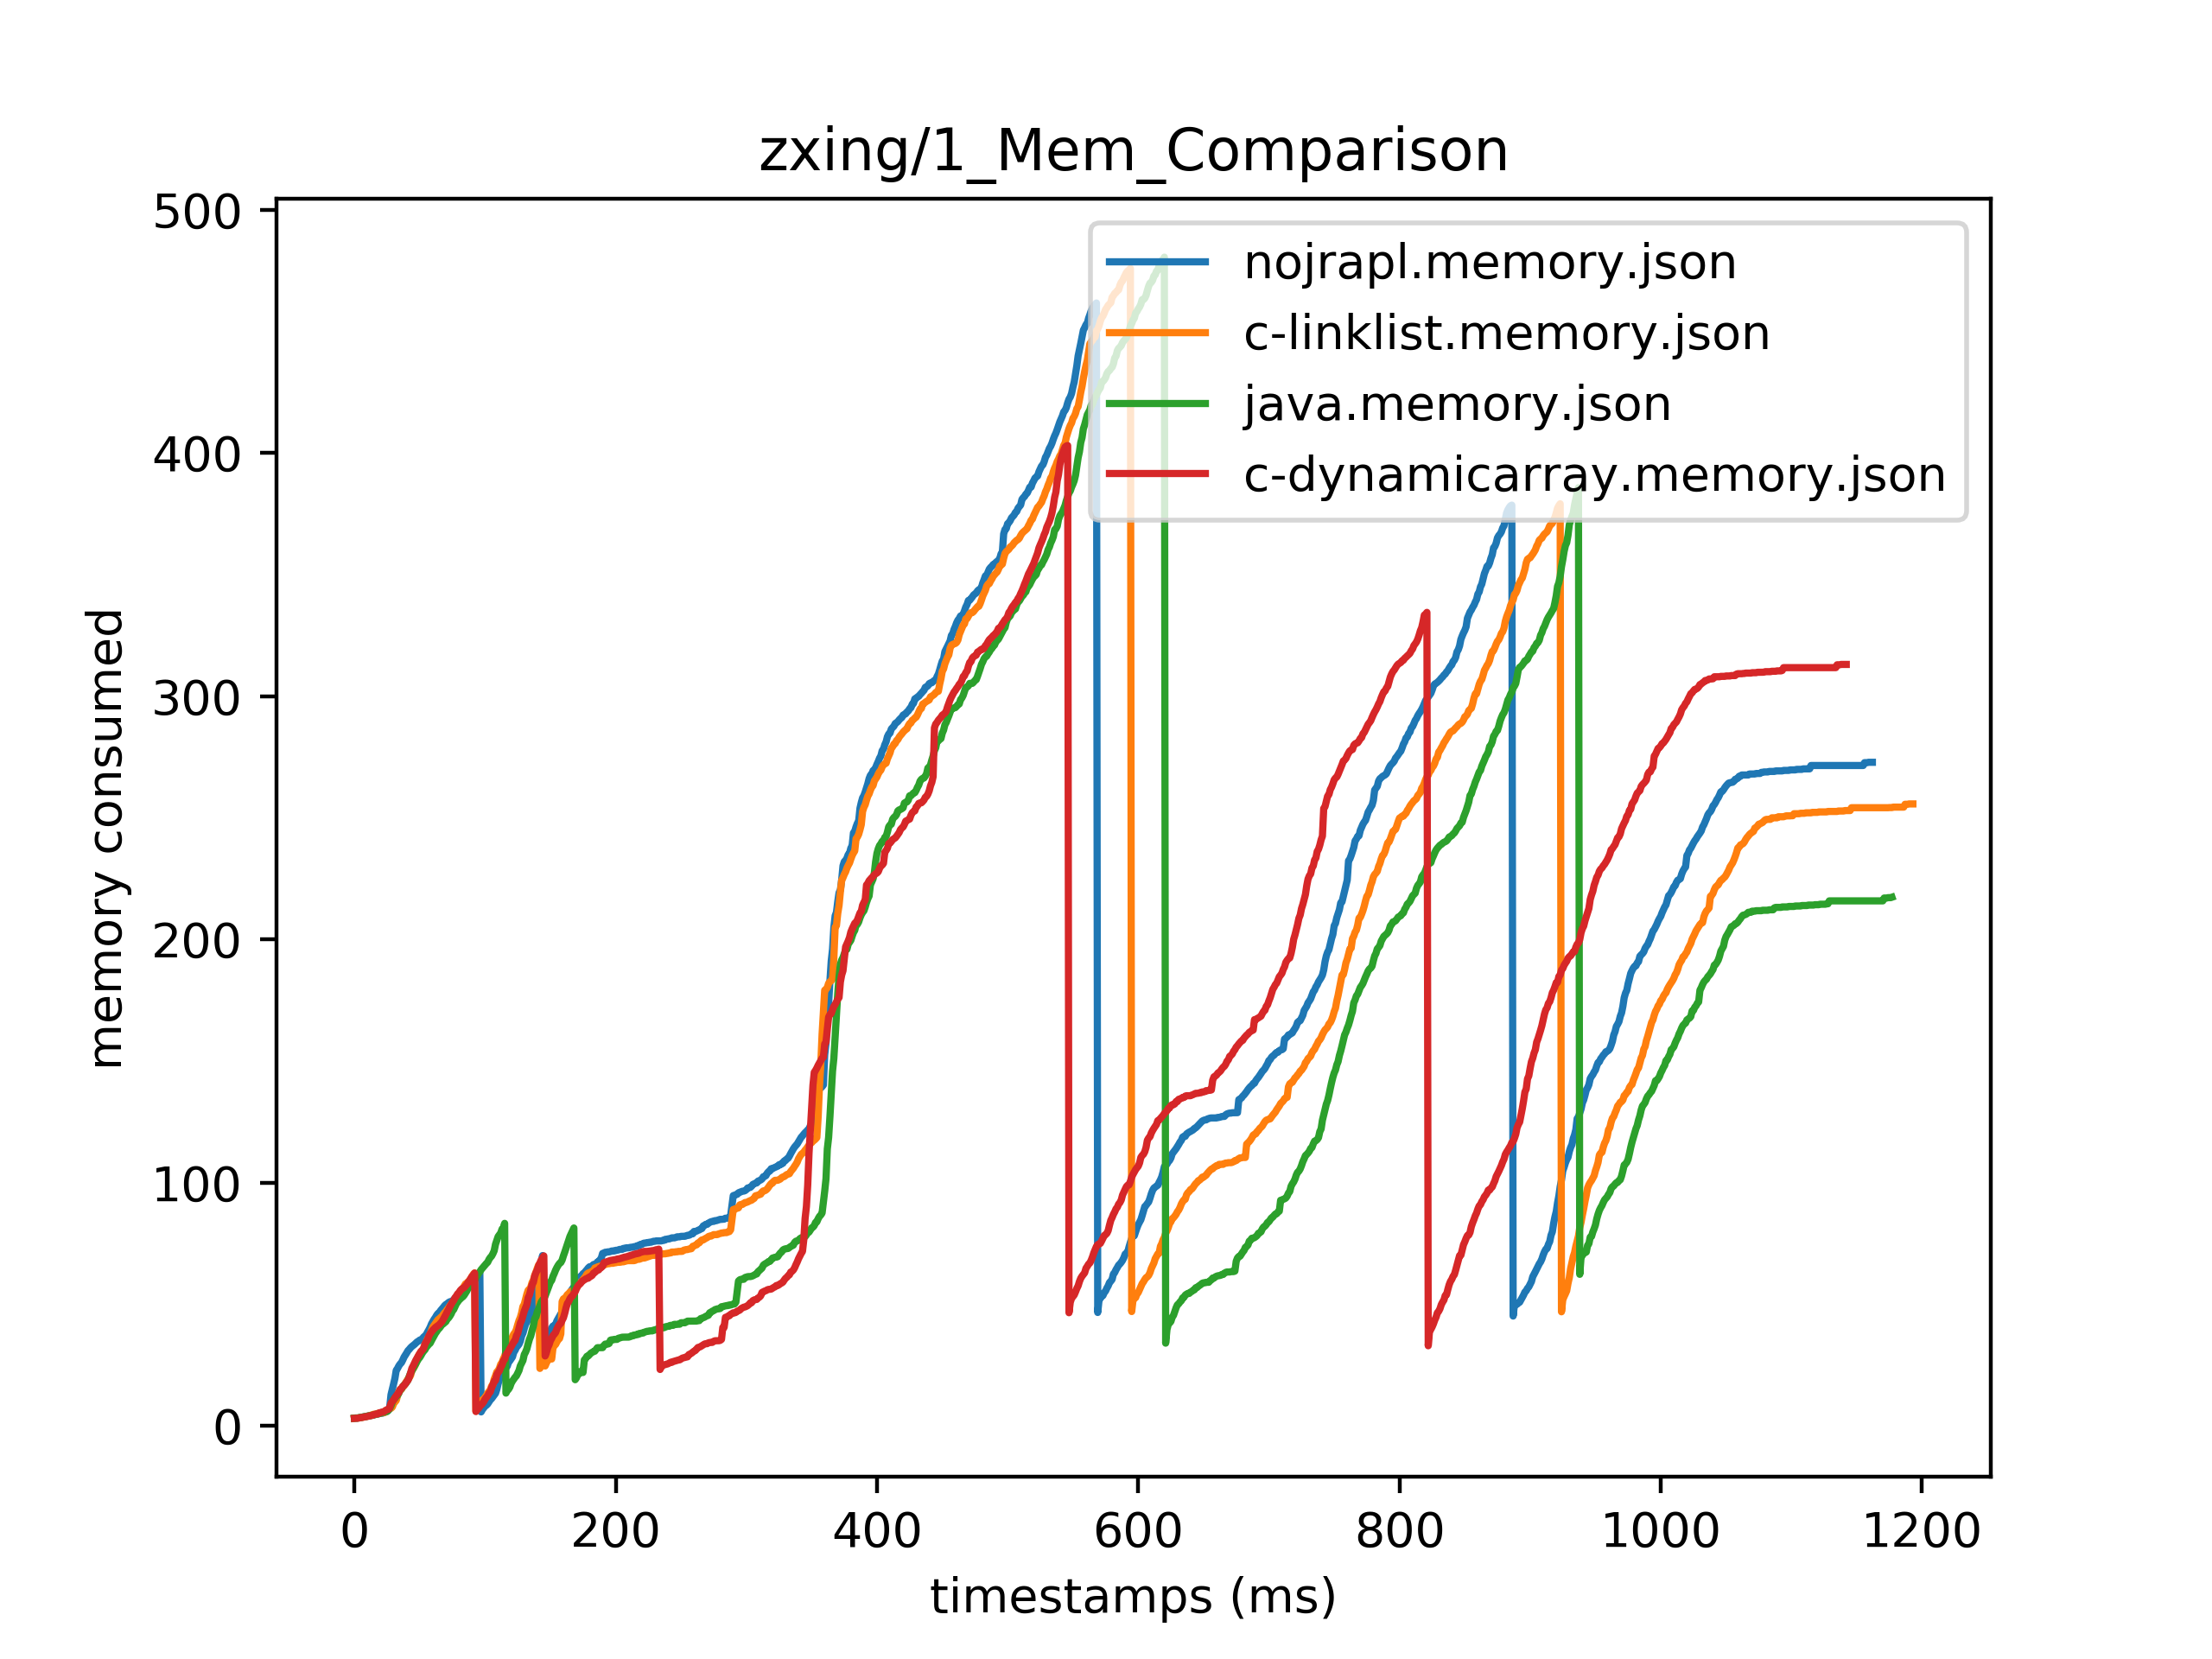 zxing/1_Mem_Comparison
500
400
300
200
100
0
memory consumed
nojrapl.memory.json
c-linklist.memory.json
java.memory.json
c-dynamicarray.memory.json
0 200 400 600 800 1000 1200
timestamps (ms)